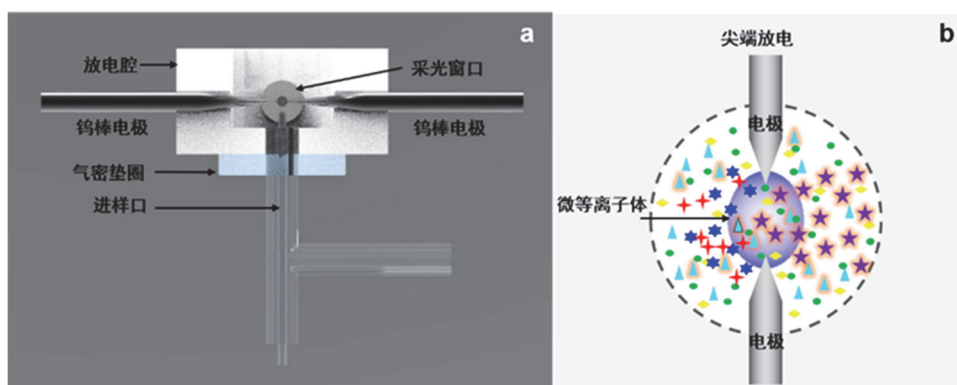 a
放电腔
采光窗口
钨棒电极
钨棒电极
气密垫圈
进样口
b
尖端放电
电极
微等离子体
电极